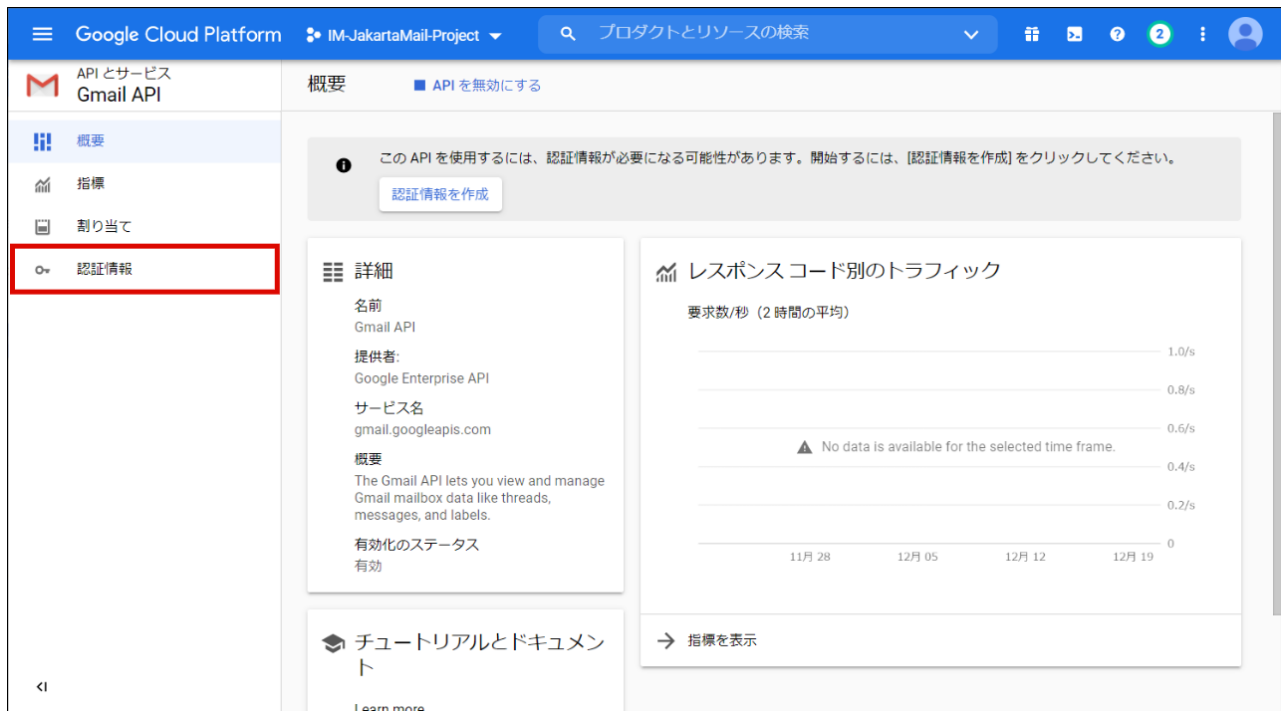 Google Cloud Platform
IM-JakartaMail-Project
プロダクトとリソースの検索
2
API とサービス
Gmail API
概要
API を無効にする
概要
指標
割り当て
認証情報
この API を使用するには、認証情報が必要になる可能性があります。開始するには、[認証情報を作成] をクリックしてください。
認証情報を作成
詳細
名前
Gmail API
提供者:
Google Enterprise API
サービス名
gmail.googleapis.com
概要
The Gmail API lets you view and manage
Gmail mailbox data like threads,
messages, and labels.
有効化のステータス
有効
レスポンス コード別のトラフィック
要求数/秒（2 時間の平均）
1.0/s
0.8/s
0.6/s
No data is available for the selected time frame.
0.4/s
0.2/s
0
11月 28
12月 05
12月 12
12月 19
指標を表示
チュートリアルとドキュメン
ト
Learn more